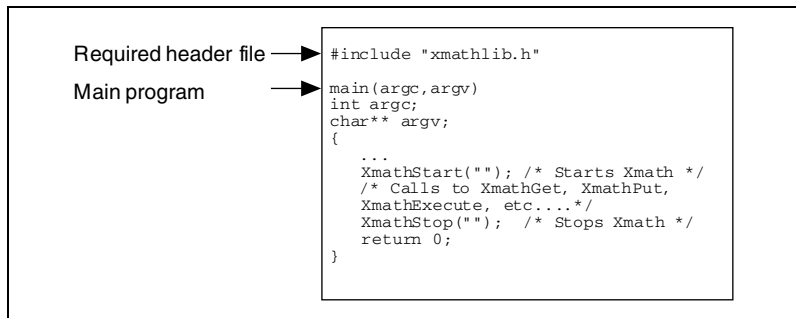 Required header file
Main program
#include "xmathlib.h"
main(argc,argv)
int argc;
char** argv;
{
...
XmathStart(""); /* Starts Xmath */
/* Calls to XmathGet, XmathPut,
XmathExecute, etc....*/
XmathStop(""); /* Stops Xmath */
return 0;
}